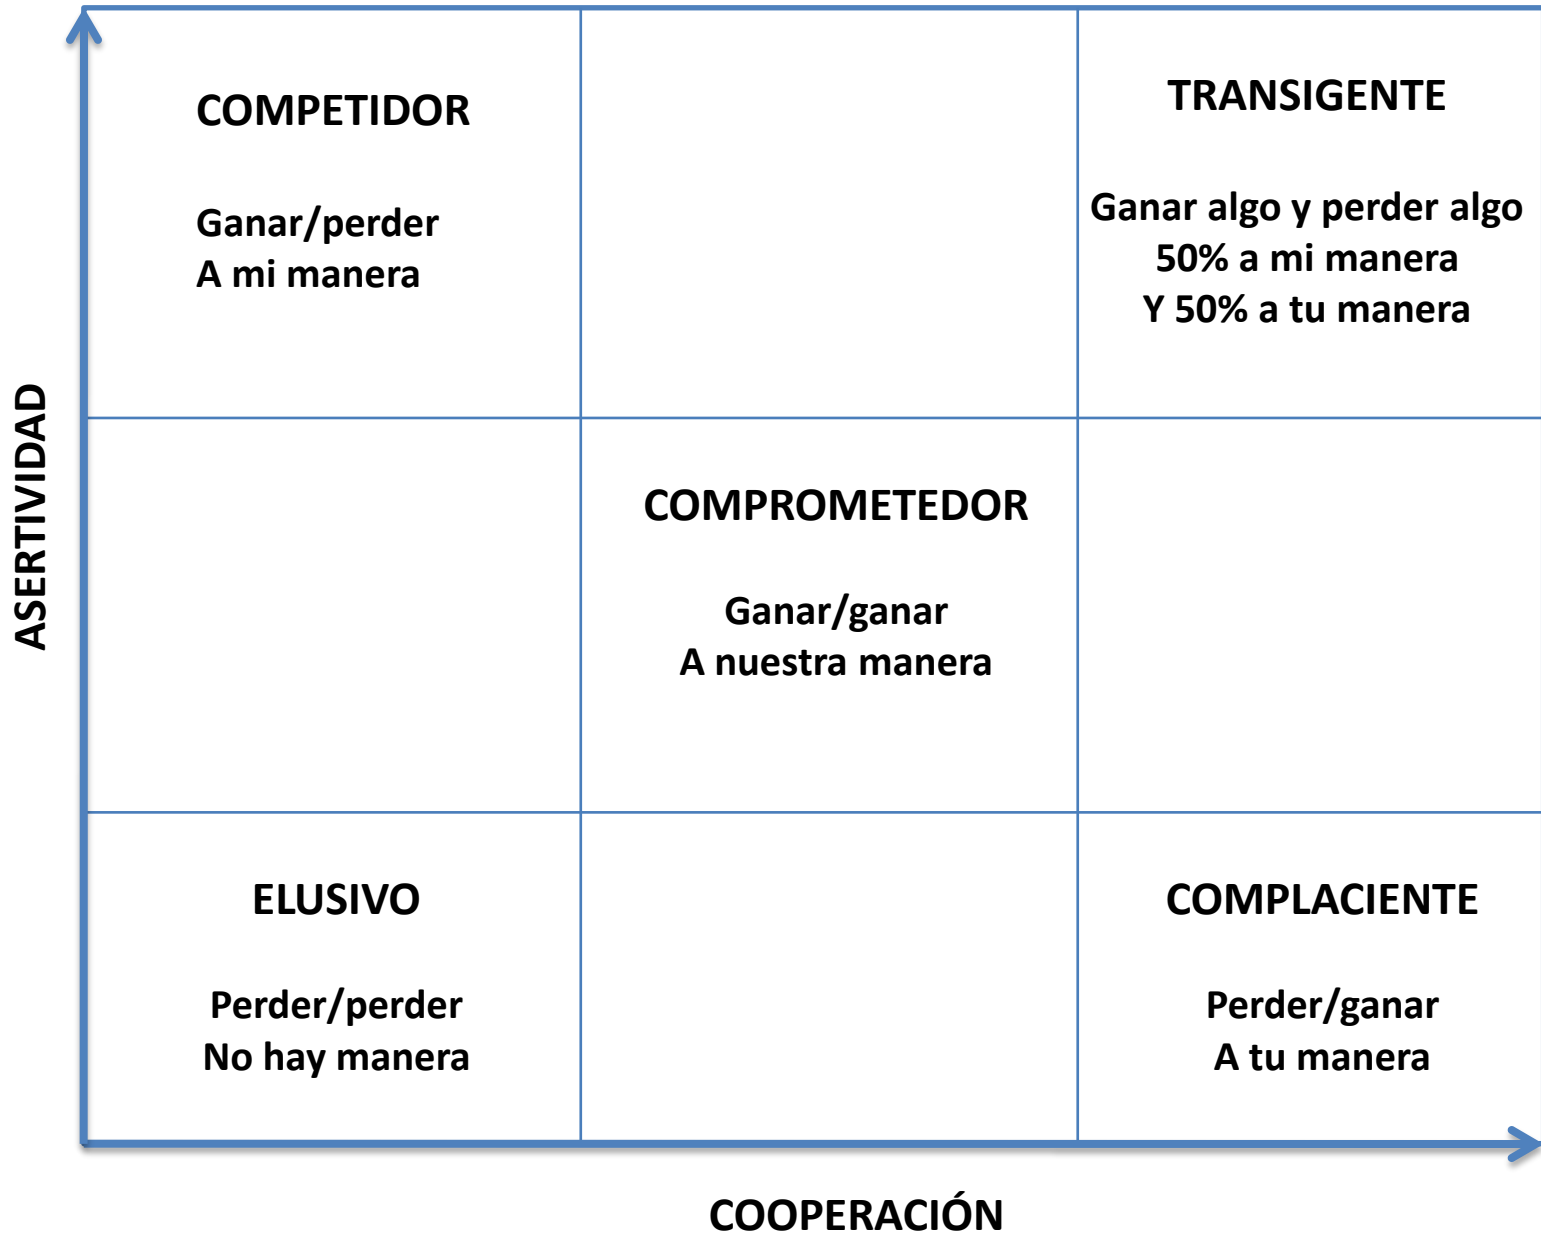 COMPETIDOR
Ganar/perder
A mi manera
TRANSIGENTE
Ganar algo y perder algo
50% a mi manera
Y 50% a tu manera
ASERTIVIDAD
COMPROMETEDOR
Ganar/ganar
A nuestra manera
ELUSIVO
Perder/perder
No hay manera
COMPLACIENTE
Perder/ganar
A tu manera
COOPERACIÓN